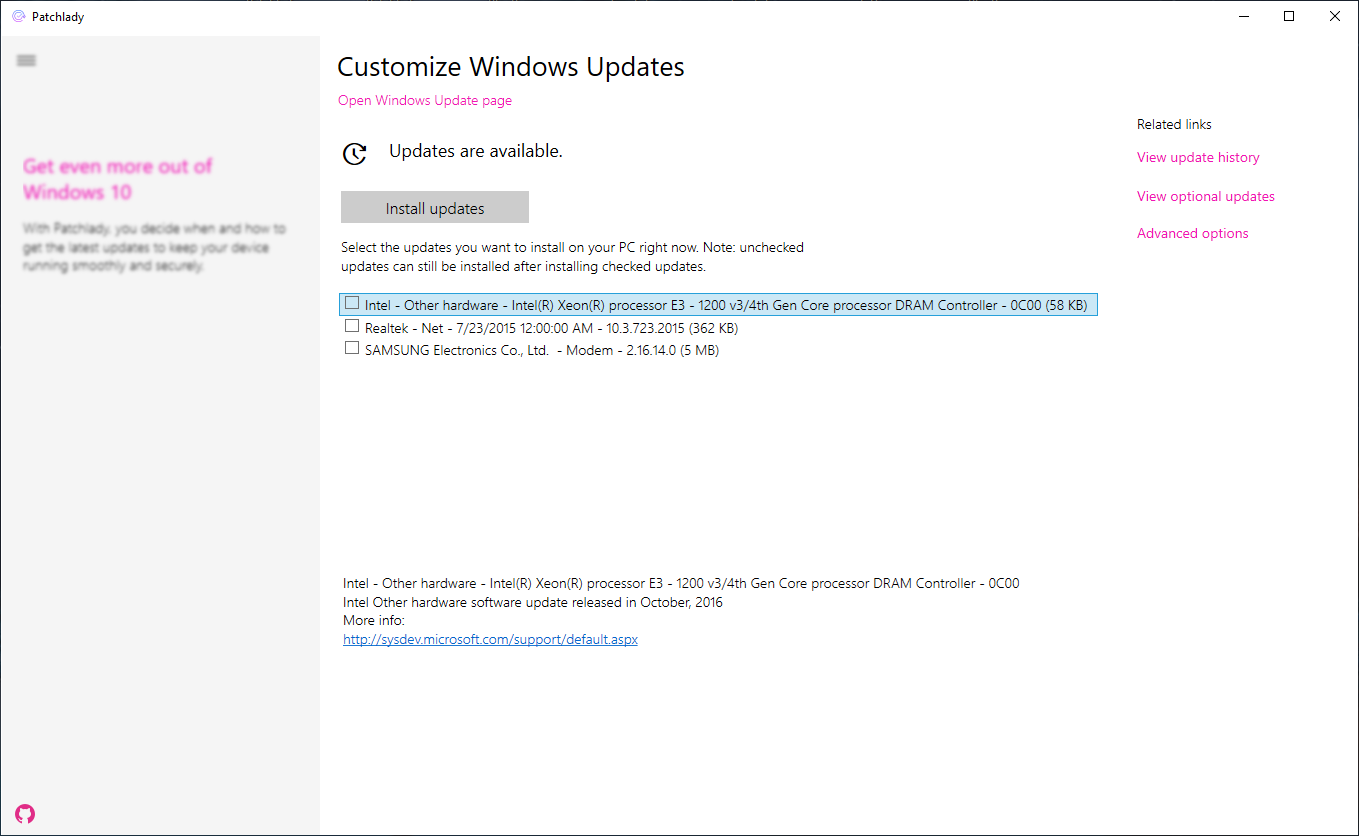 Patchlady
Get even more out of
Windows 10
With Patchlady, you decide when and how to
get the latest updates to keep your device
running smoothly and securely.
Customize Windows Updates
Open Windows Update page
Updates are available.
Install updates
Select the updates you want to install on your PC right now. Note: unchecked
updates can still be installed after installing checked updates.
Intel - Other hardware - Intel(R) Xeon(R) processor E3 - 1200 v3/4th Gen Core processor DRAM Controller - 0C00 (58 KB)
Realtek - Net - 7/23/2015 12:00:00 AM - 10.3.723.2015 (362 KB)
SAMSUNG Electronics Co., Ltd.  - Modem - 2.16.14.0 (5 MB)
Intel - Other hardware - Intel(R) Xeon(R) processor E3 - 1200 v3/4th Gen Core processor DRAM Controller - 0C00
Intel Other hardware software update released in October, 2016
More info:
http://sysdev.microsoft.com/support/default.aspx
Related links
View update history
View optional updates
Advanced options